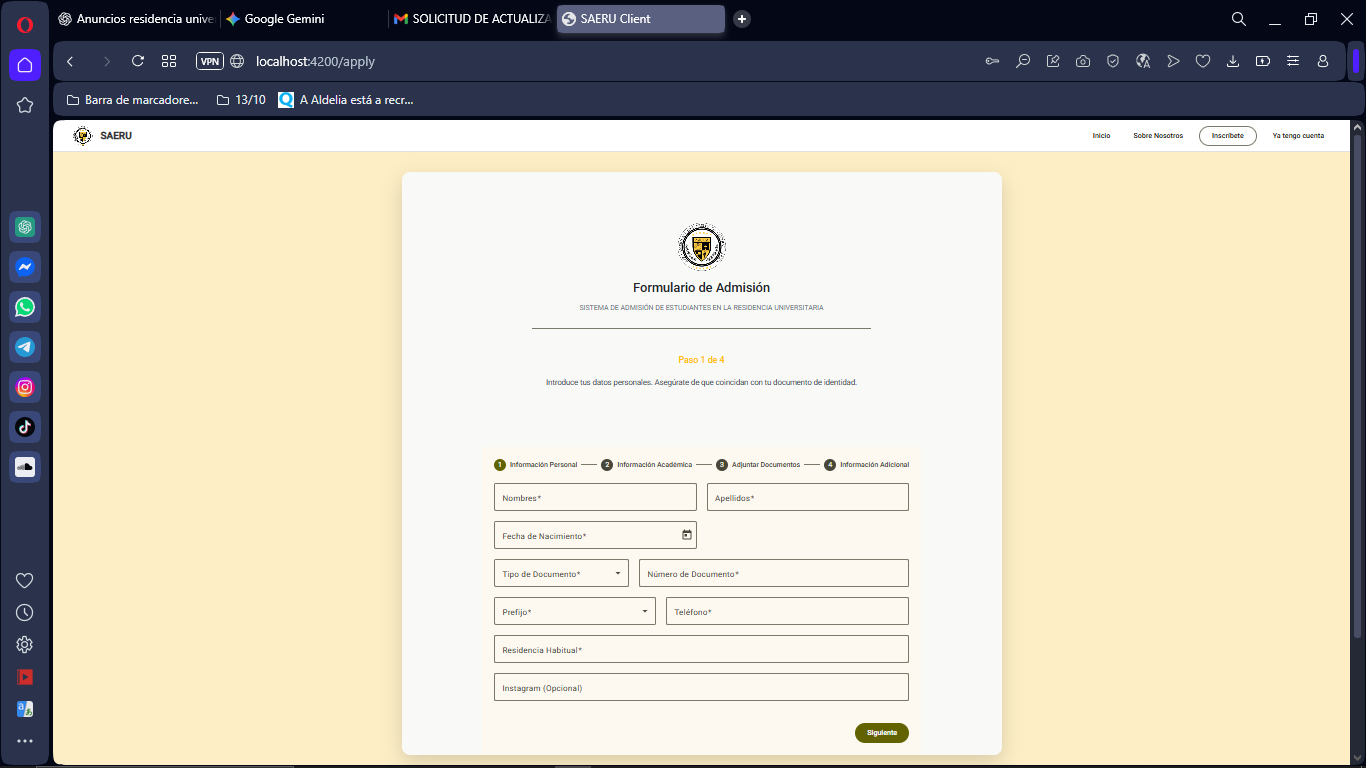 Anuncios residencia unive
Google Gemini
SOLICITUD DE ACTUALIZA
SAERU Client
VPN
localhost:4200/apply
Barra de marcadore...
13/10
A Aldelia está a recr...
SAERU
Inicio
Sobre Nosotros
Inscríbete
Ya tengo cuenta
Formulario de Admisión
SISTEMA DE ADMISIÓN DE ESTUDIANTES EN LA RESIDENCIA UNIVERSITARIA
Paso 1 de 4
Introduce tus datos personales. Asegúrate de que coincidan con tu documento de identidad.
1 Información Personal
2 Información Académica
3 Adjuntar Documentos
4 Información Adicional
Nombres*
Apellidos*
Fecha de Nacimiento*
Tipo de Documento*
Número de Documento*
Prefijo*
Teléfono*
Residencia Habitual*
Instagram (Opcional)
Siguiente